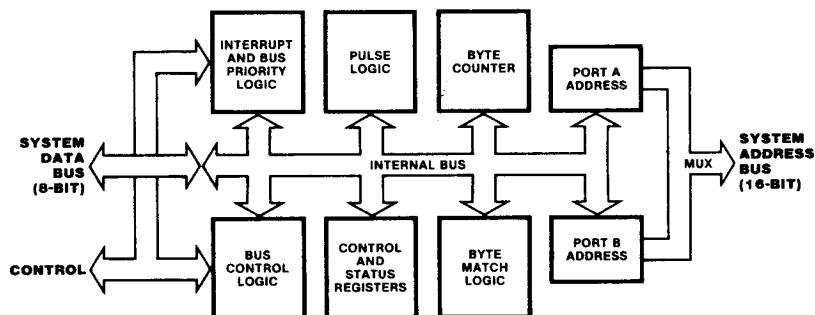 INTERRUPT
AND BUS
PRIORITY
LOGIC
PULSE
LOGIC
BYTE
COUNTER
PORT A
ADDRESS
SYSTEM
DATA
BUS
(8-BIT)
INTERNAL BUS
MUX
SYSTEM
ADDRESS
BUS
(16-BIT)
CONTROL
BUS
CONTROL
LOGIC
CONTROL
AND
STATUS
REGISTERS
BYTE
MATCH
LOGIC
PORT B
ADDRESS